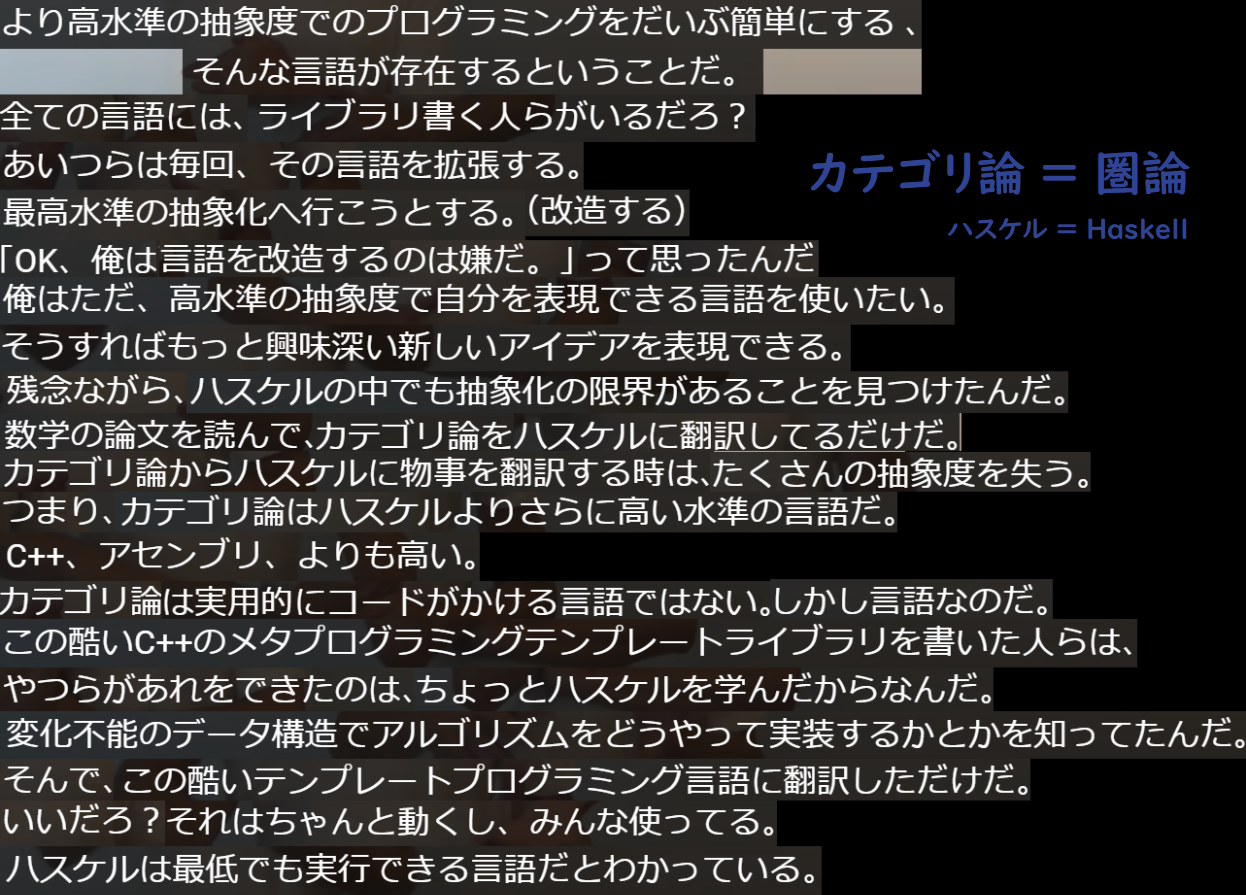 より高水準の抽象度でのプログラミングをだいぶ簡単にする 、
そんな言語が存在するということだ。
全ての言語には、ライブラリ書く人らがいるだろ？
あいつらは毎回、その言語を拡張する。
最高水準の抽象化へ行こうとする。（改造する）
「OK、俺は言語を改造するのは嫌だ。」って思ったんだ
俺はただ、高水準の抽象度で自分を表現できる言語を使いたい。
そうすればもっと興味深い新しいアイデアを表現できる。
残念ながら、ハスケルの中でも抽象化の限界があることを見つけたんだ。
数学の論文を読んで、カテゴリ論をハスケルに翻訳してるだけだ。
カテゴリ論からハスケルに物事を翻訳する時は、たくさんの抽象度を失う。
つまり、カテゴリ論はハスケルよりさらに高い水準の言語だ。
C++、アセンブリ、よりも高い。
カテゴリ論は実用的にコードがかける言語ではない。しかし言語なのだ。
この酷いC++のメタプログラミングテンプレートライブラリを書いた人らは、
やつらがあれをできたのは、ちょっとハスケルを学んだからなんだ。
変化不能のデータ構造でアルゴリズムをどうやって実装するかとかを知ってたんだ。
そんで、この酷いテンプレートプログラミング言語に翻訳しただけだ。
いいだろ？それはちゃんと動くし、みんな使ってる。
ハスケルは最低でも実行できる言語だとわかっている。
カテゴリ論 ＝ 圏論
ハスケル ＝ Haskell